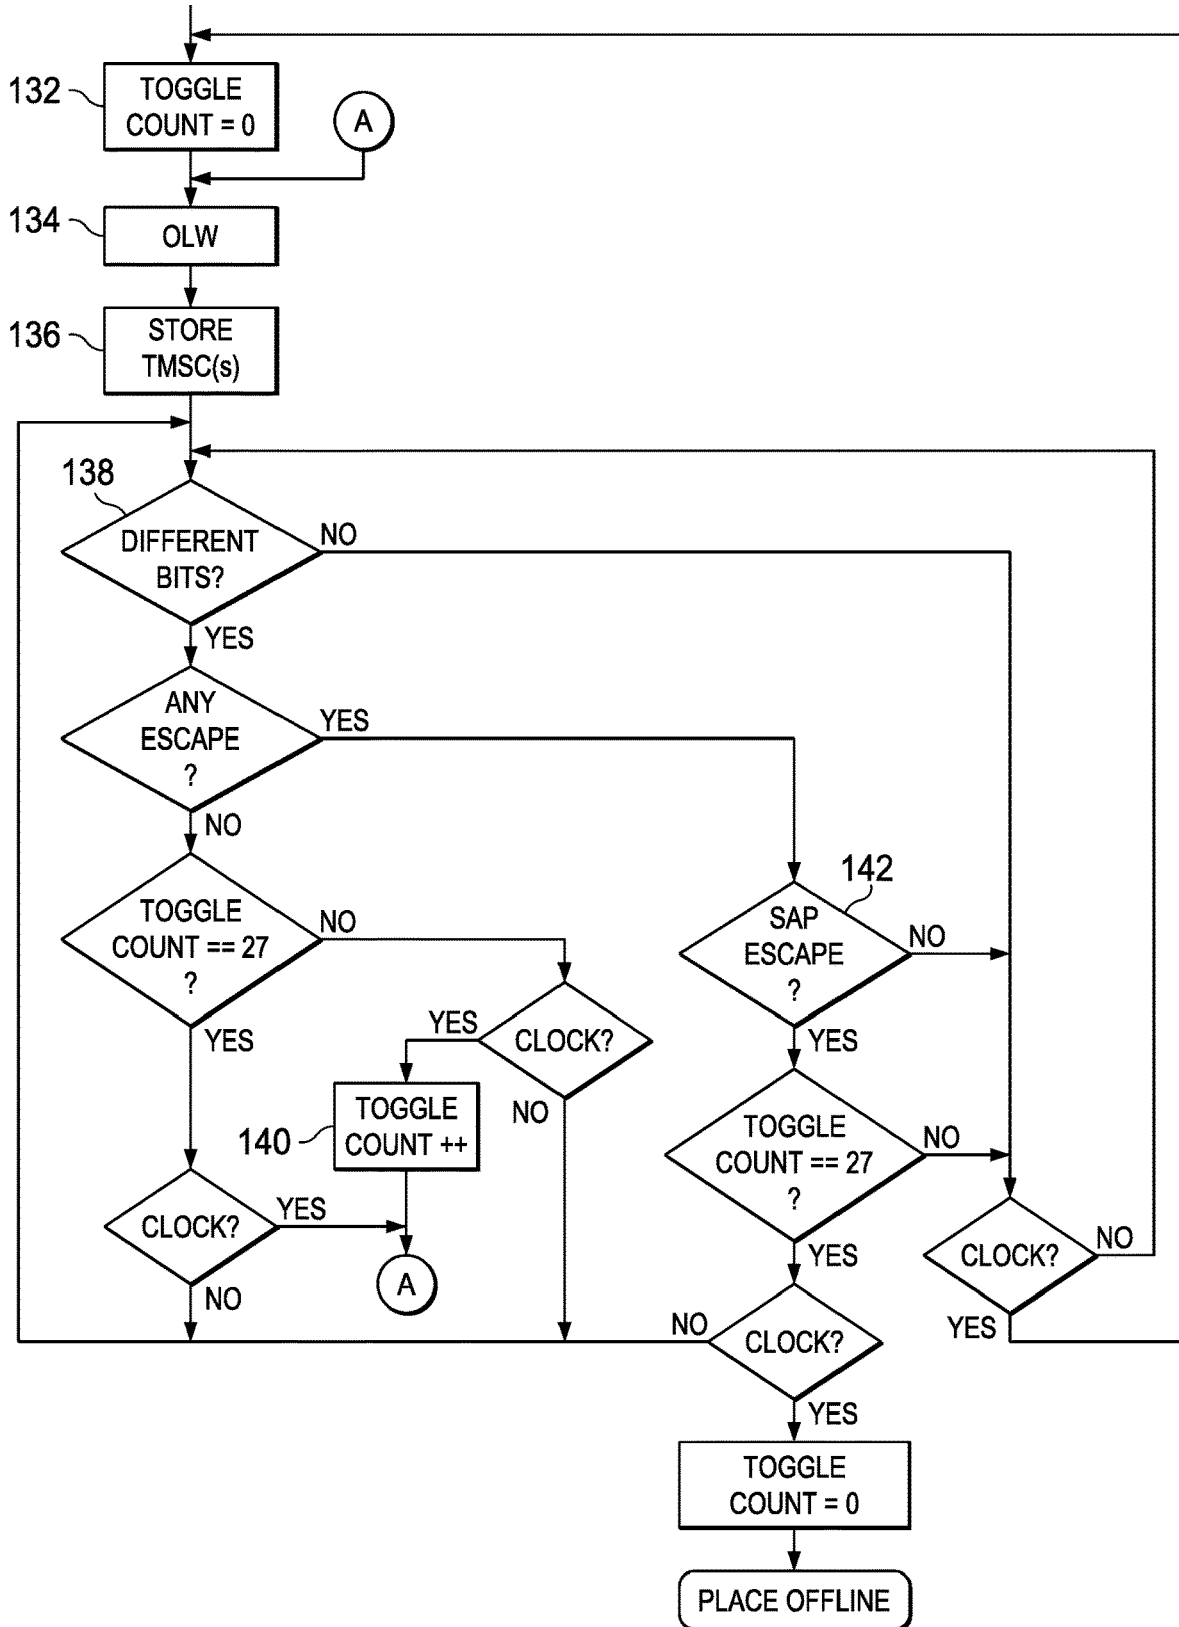 132
TOGGLE
COUNT = 0
A
134
OLW
136
STORE
TMSC(s)
138
DIFFERENT
BITS?
NO
YES
ANY
ESCAPE
?
YES
NO
TOGGLE
COUNT == 27
?
NO
YES
CLOCK?
YES
NO
140
TOGGLE
COUNT ++
CLOCK?
YES
NO
A
142
SAP
ESCAPE
?
NO
YES
TOGGLE
COUNT == 27
?
NO
YES
CLOCK?
NO
YES
CLOCK?
NO
YES
TOGGLE
COUNT = 0
PLACE OFFLINE